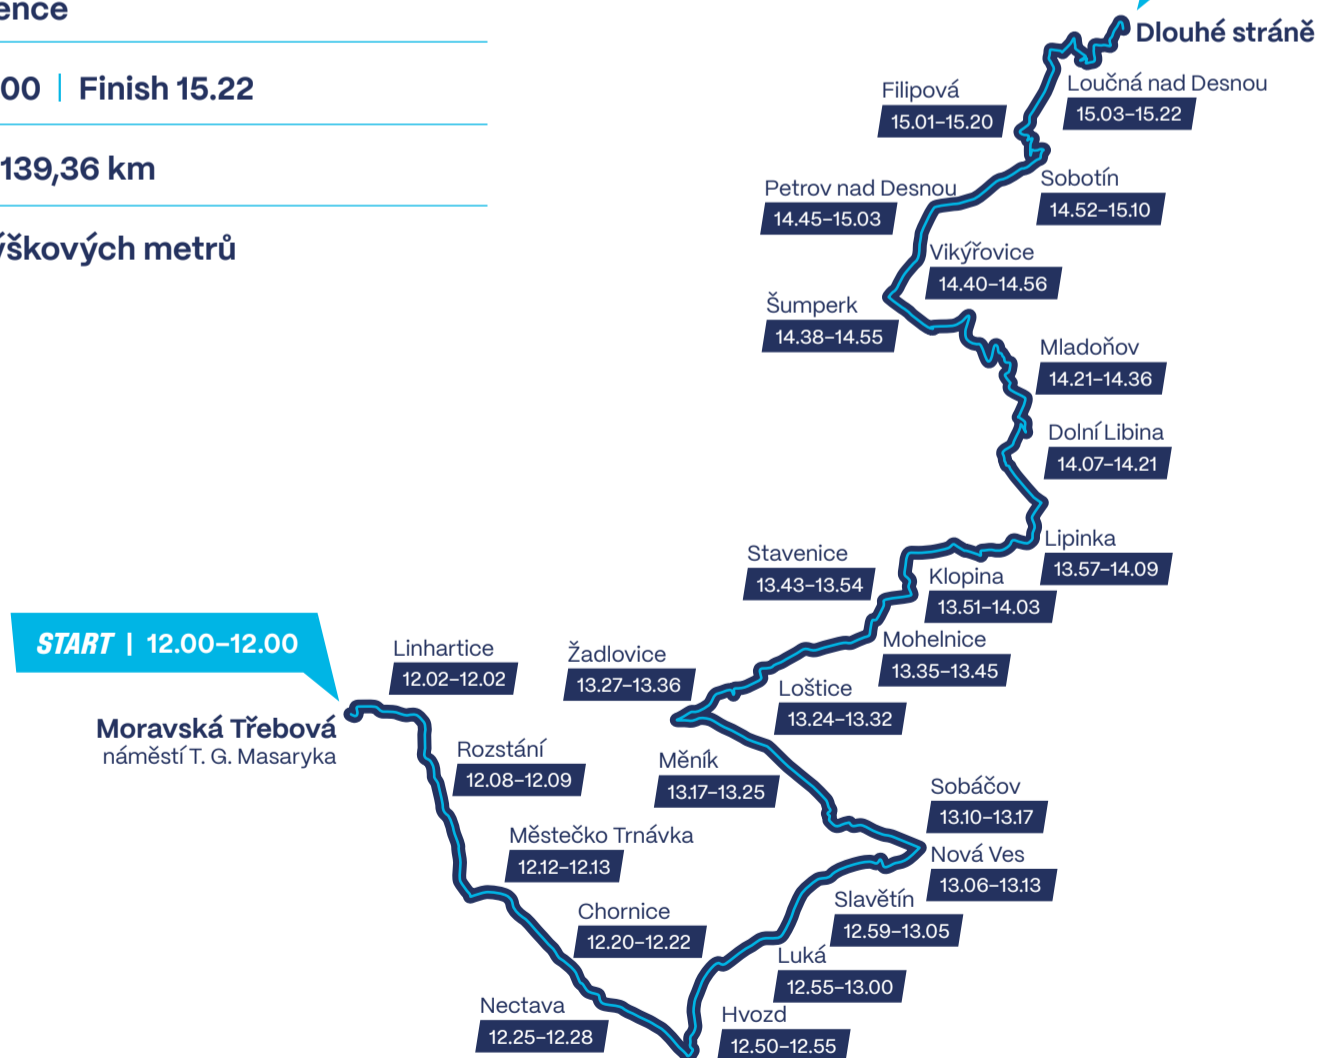 00 | Finish 15.22
139,36 km
výškových metrů
Dlouhé stráně
Loučná nad Desnou
15.03–15.22
Filipová
15.01–15.20
Sobotín
14.52–15.10
Petrov nad Desnou
14.45–15.03
Vikýřovice
14.40–14.56
Šumperk
14.38–14.55
Mladoňov
14.21–14.36
Dolní Libina
14.07–14.21
Lipinka
13.57–14.09
Stavenice
13.43–13.54
Klopina
13.51–14.03
Mohelnice
13.35–13.45
START | 12.00–12.00
Moravská Třebová
náměstí T. G. Masaryka
Linhartice
12.02–12.02
Žadlovice
13.27–13.36
Loštice
13.24–13.32
Rozstání
12.08–12.09
Měník
13.17–13.25
Sobáčov
13.10–13.17
Městečko Trnávka
12.12–12.13
Nová Ves
13.06–13.13
Slavětín
12.59–13.05
Chornice
12.20–12.22
Luká
12.55–13.00
Nectava
12.25–12.28
Hvozd
12.50–12.55